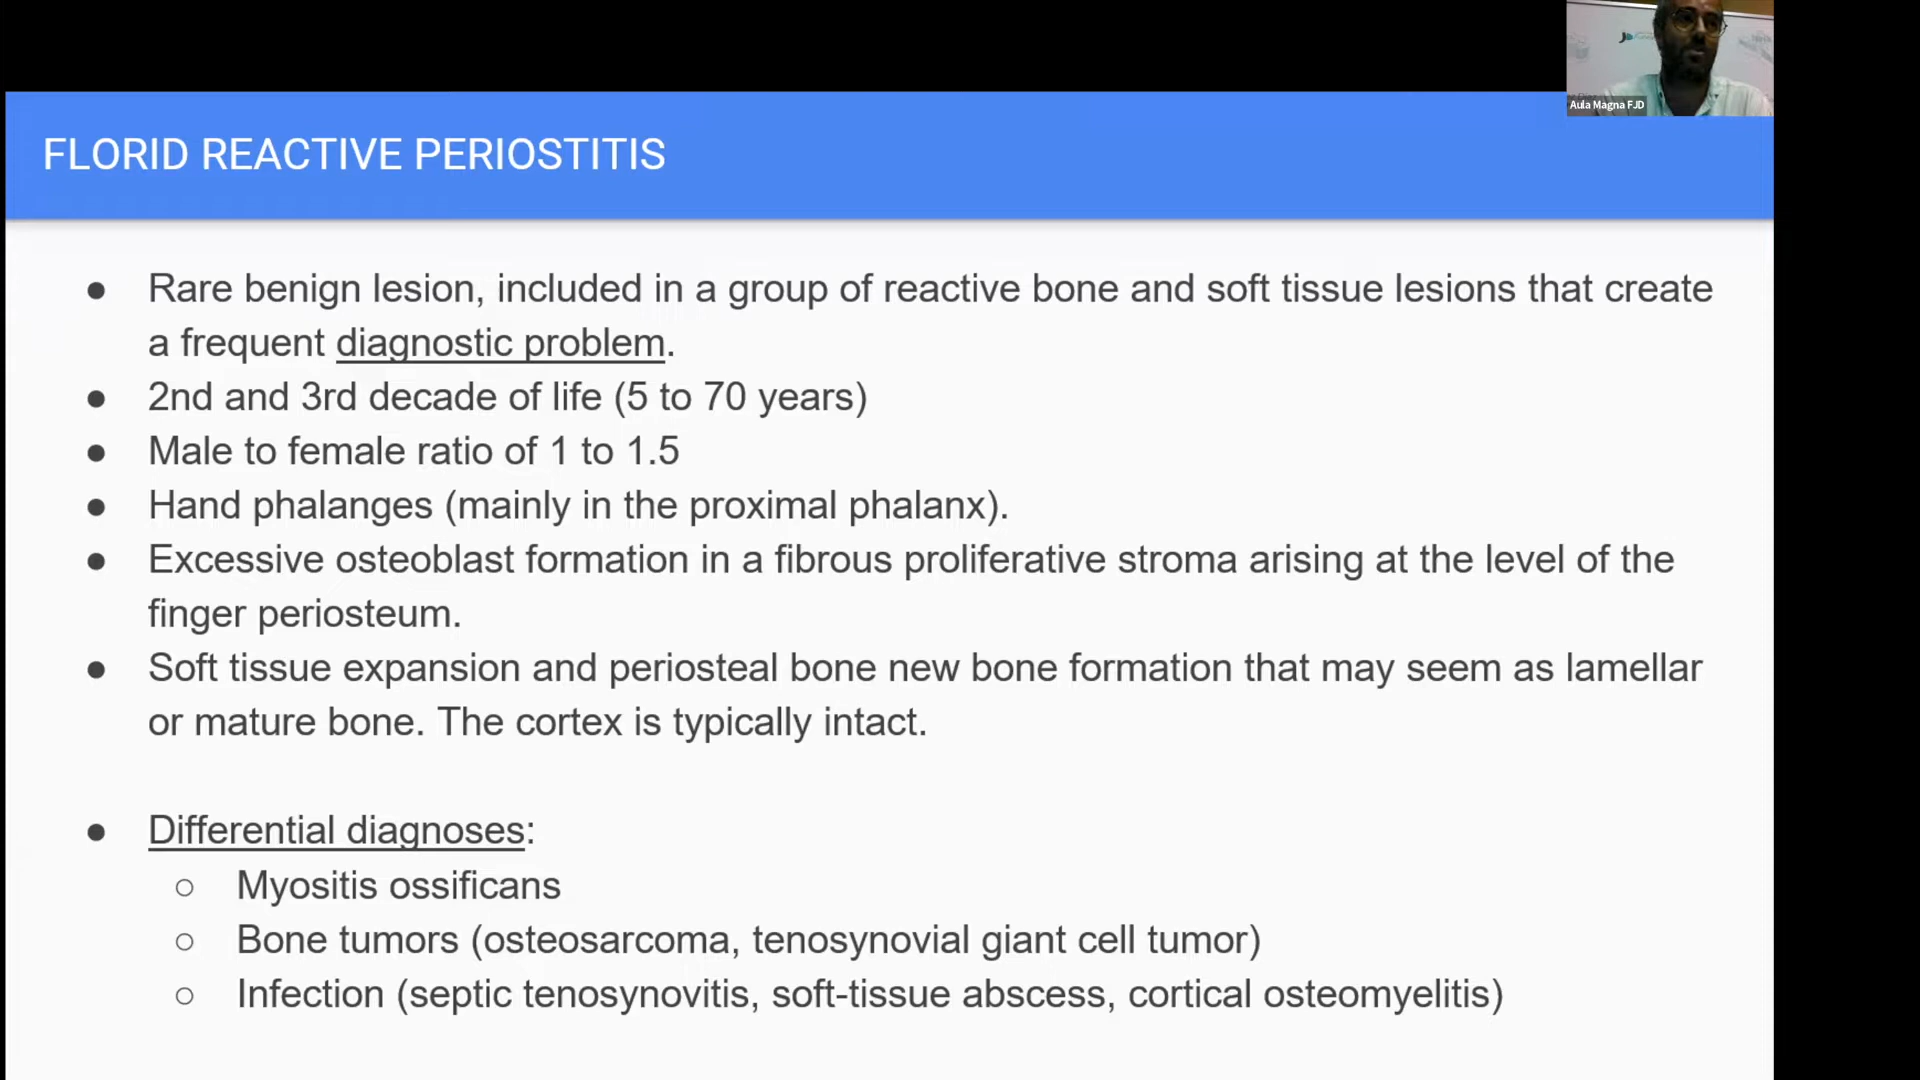 Aula Magna FJD
FLORID REACTIVE PERIOSTITIS
● Rare benign lesion, included in a group of reactive bone and soft tissue lesions that create
a frequent diagnostic problem.
● 2nd and 3rd decade of life (5 to 70 years)
● Male to female ratio of 1 to 1.5
● Hand phalanges (mainly in the proximal phalanx).
● Excessive osteoblast formation in a fibrous proliferative stroma arising at the level of the
finger periosteum.
● Soft tissue expansion and periosteal bone new bone formation that may seem as lamellar
or mature bone. The cortex is typically intact.
● Differential diagnoses:
○ Myositis ossificans
○ Bone tumors (osteosarcoma, tenosynovial giant cell tumor)
○ Infection (septic tenosynovitis, soft-tissue abscess, cortical osteomyelitis)